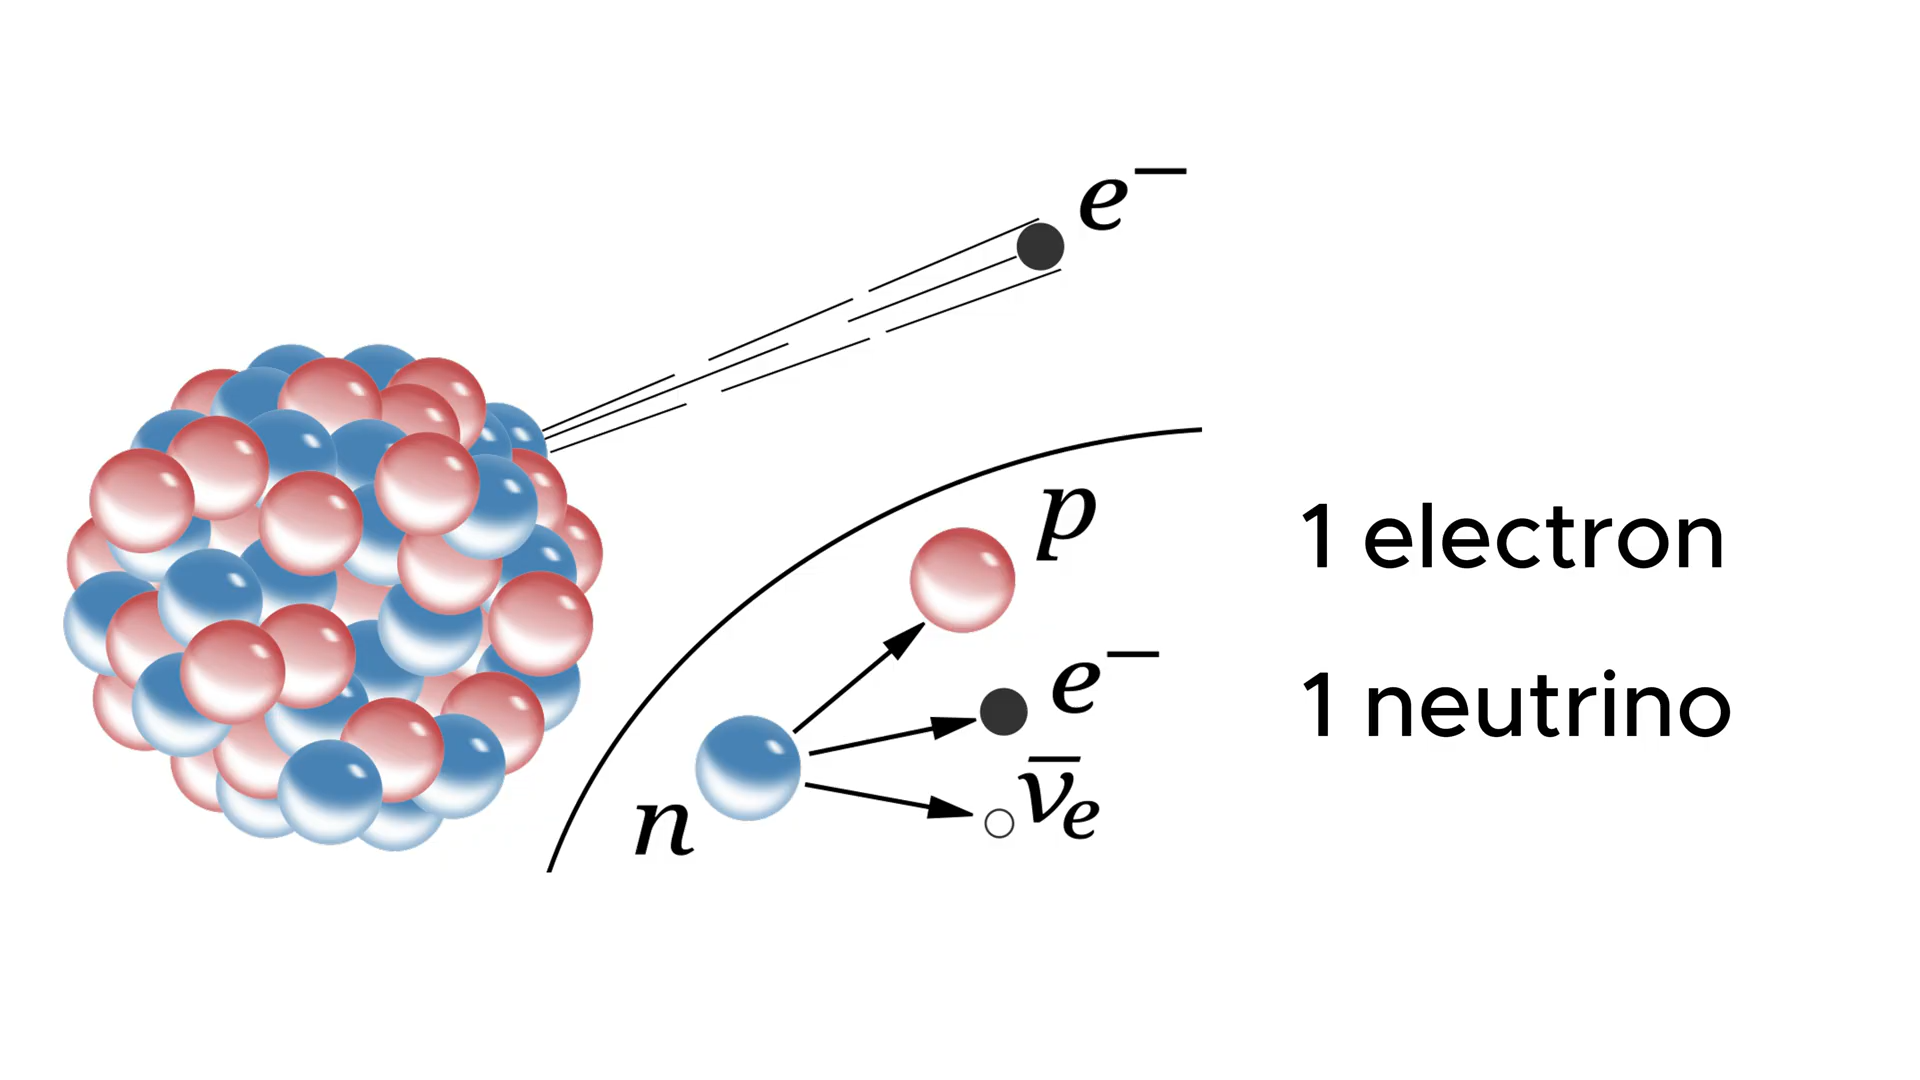 e⁻
p
e⁻
ν̄ₑ
n
1 electron
1 neutrino